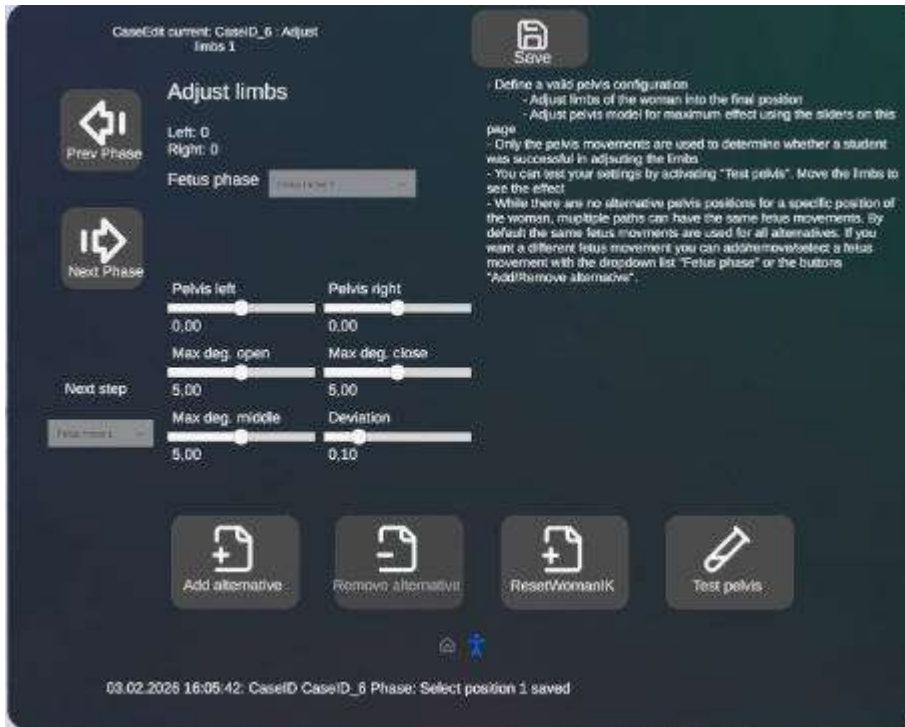 CaseEdit current: CaseID_6 : Adjust
limbs 1
Save
Adjust limbs
Left: 0
Right: 0
Fetus phase
Prev Phase
Next Phase
- Define a valid pelvis configuration
- Adjust limbs of the woman into the final position
- Adjust pelvis model for maximum effect using the sliders on this
page
- Only the pelvis movements are used to determine whether a student
was successful in adjsuting the limbs
- You can test your settings by activating "Test pelvis". Move the limbs to
see the effect
- While there are no alternative pelvis positions for a specific position of
the woman, mupltiple paths can have the same fetus movements. By
default the same fetus movments are used for all alternatives. If you
want a different fetus movement you can add/remove/select a fetus
movement with the dropdown list "Fetus phase" or the buttons
"Add/Remove alternative".
Pelvis left
Pelvis right
0,00
0,00
Max deg. open
Max deg. close
5,00
5,00
Next step
Max deg. middle
Deviation
5,00
0,10
Add alternative
Remove alternative
ResetWomanIK
Test pelvis
03.02.2026 16:05:42: CaseID CaseID_6 Phase: Select position 1 saved